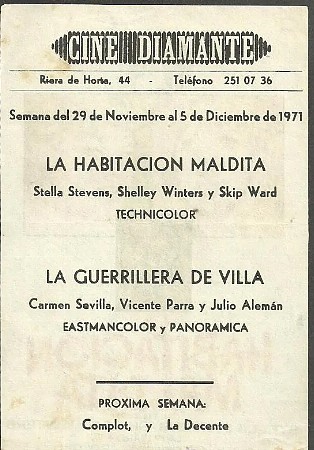 CINE DIAMANTE
Riera de Horta, 44 - Teléfono 251 07 36
Semana del 29 de Noviembre al 5 de Diciembre de 1971
LA HABITACION MALDITA
Stella Stevens, Shelley Winters y Skip Ward
TECHNICOLOR
LA GUERRILLERA DE VILLA
Carmen Sevilla, Vicente Parra y Julio Alemán
EASTMANCOLOR y PANORAMICA
PROXIMA SEMANA:
Complot, y La Decente